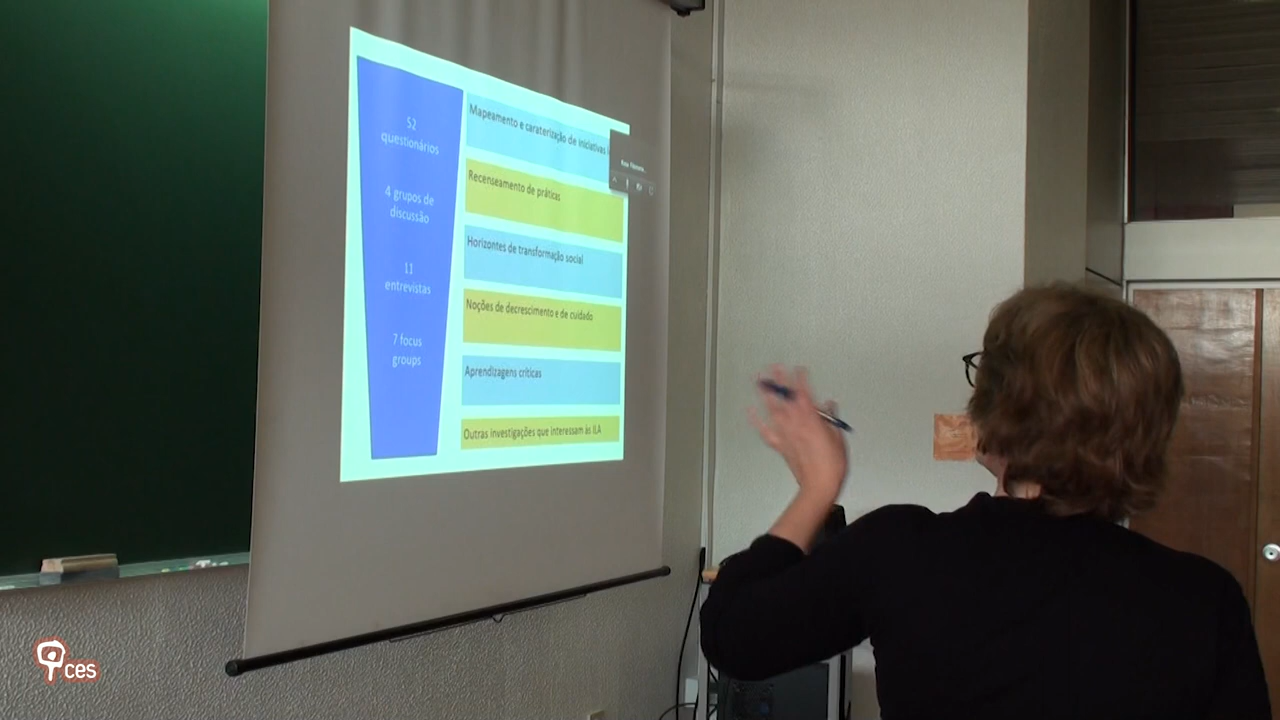 52
questionários
4 grupos de
discussão
11
entrevistas
7 focus
groups
Mapeamento e caraterização de iniciativas
Recenseamento de práticas
Horizontes de transformação social
Noções de decrescimento e de cuidado
Aprendizagens críticas
Outras investigações que interessam às ILA
ces